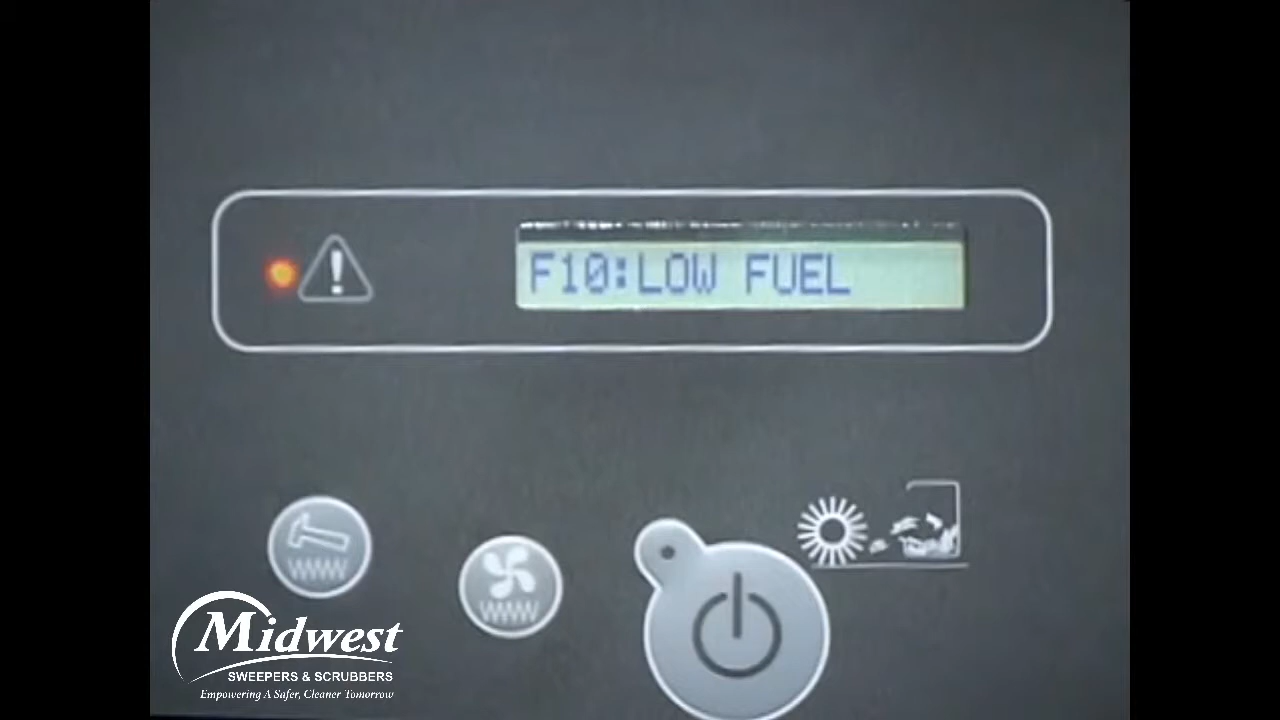 F10:LOW FUEL
Midwest
SWEEPERS & SCRUBBERS
Empowering A Safer, Cleaner Tomorrow